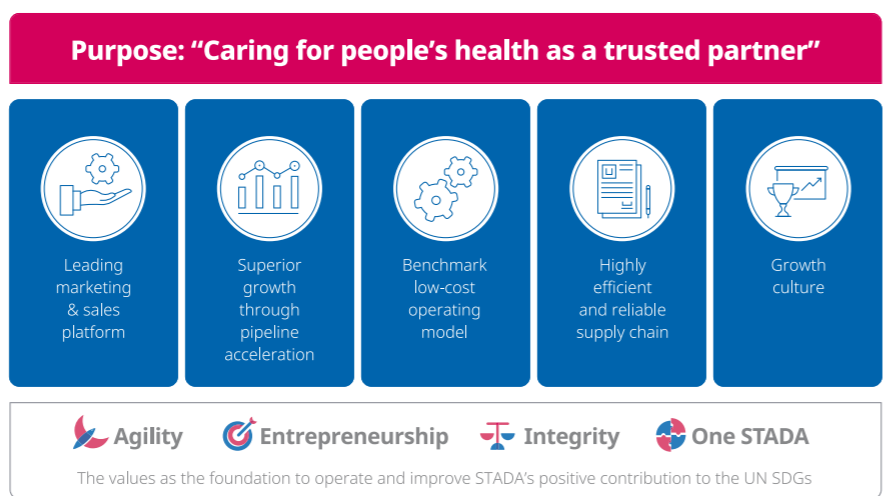 Purpose: “Caring for people’s health as a trusted partner”
Leading
marketing
& sales
platform
Superior
growth
through
pipeline
acceleration
Benchmark
low-cost
operating
model
Highly
efficient
and reliable
supply chain
Growth
culture
Agility
Entrepreneurship
Integrity
One STADA
The values as the foundation to operate and improve STADA’s positive contribution to the UN SDGs